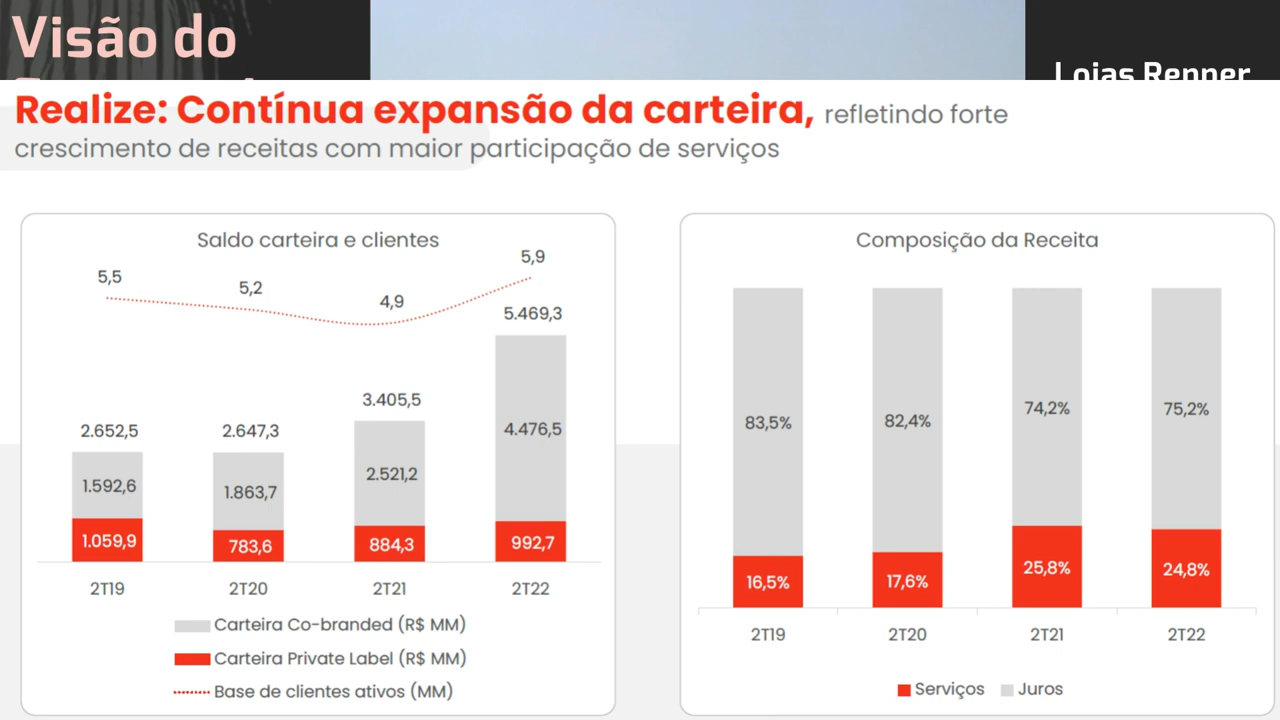 Visão do
Lojas Renner
Realize: Contínua expansão da carteira, refletindo forte
crescimento de receitas com maior participação de serviços
Saldo carteira e clientes
5,5
5,2
4,9
5,9
2.652,5
2.647,3
3.405,5
5.469,3
1.592,6
1.863,7
2.521,2
4.476,5
1.059,9
783,6
884,3
992,7
2T19
2T20
2T21
2T22
Carteira Co-branded (R$ MM)
Carteira Private Label (R$ MM)
Base de clientes ativos (MM)
Composição da Receita
83,5%
82,4%
74,2%
75,2%
16,5%
17,6%
25,8%
24,8%
2T19
2T20
2T21
2T22
Serviços
Juros